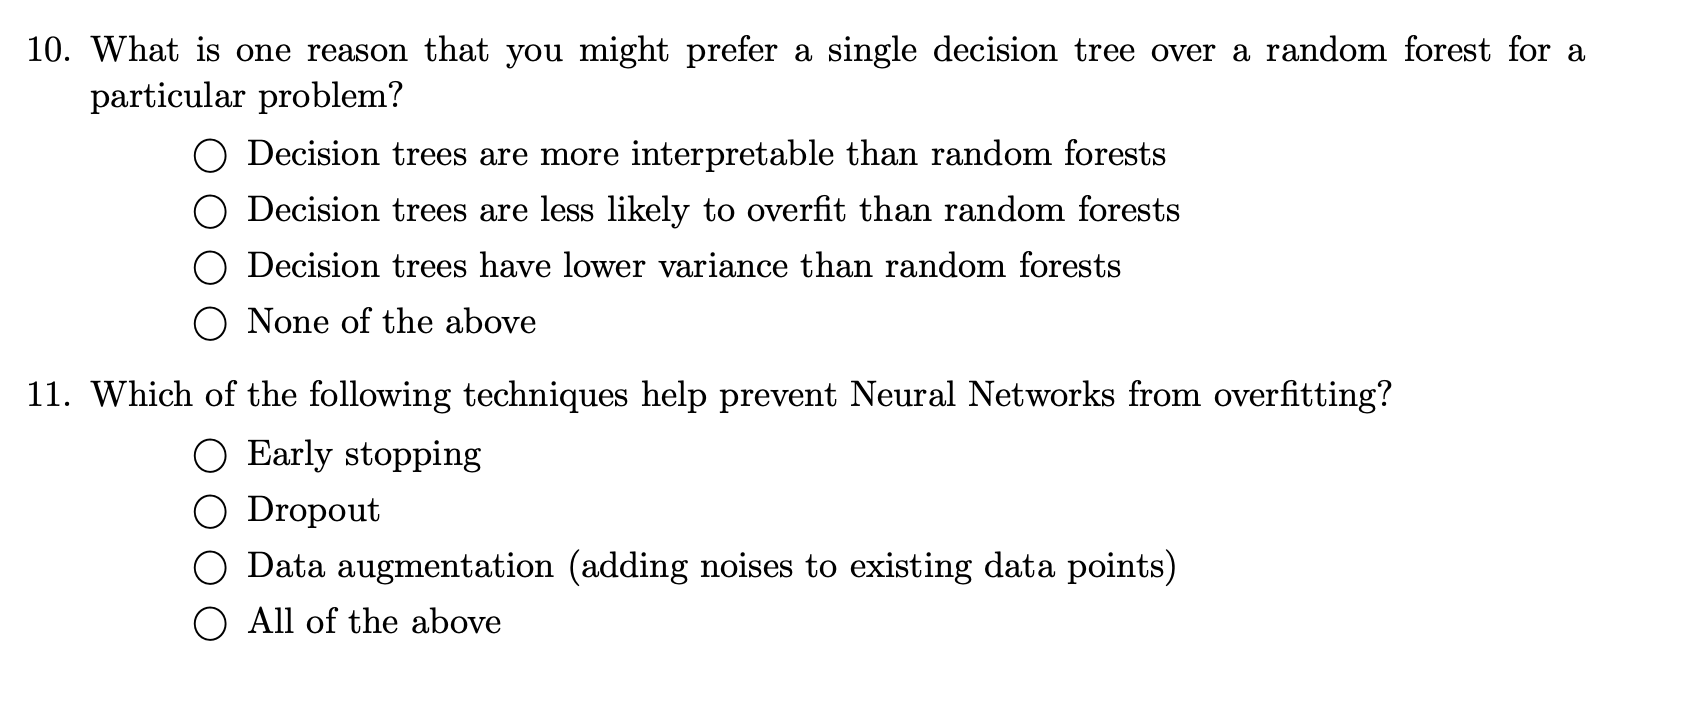 10. What is one reason that you might prefer a single decision tree over a random forest for a
particular problem?
○ Decision trees are more interpretable than random forests
○ Decision trees are less likely to overfit than random forests
○ Decision trees have lower variance than random forests
○ None of the above
11. Which of the following techniques help prevent Neural Networks from overfitting?
○ Early stopping
○ Dropout
○ Data augmentation (adding noises to existing data points)
○ All of the above